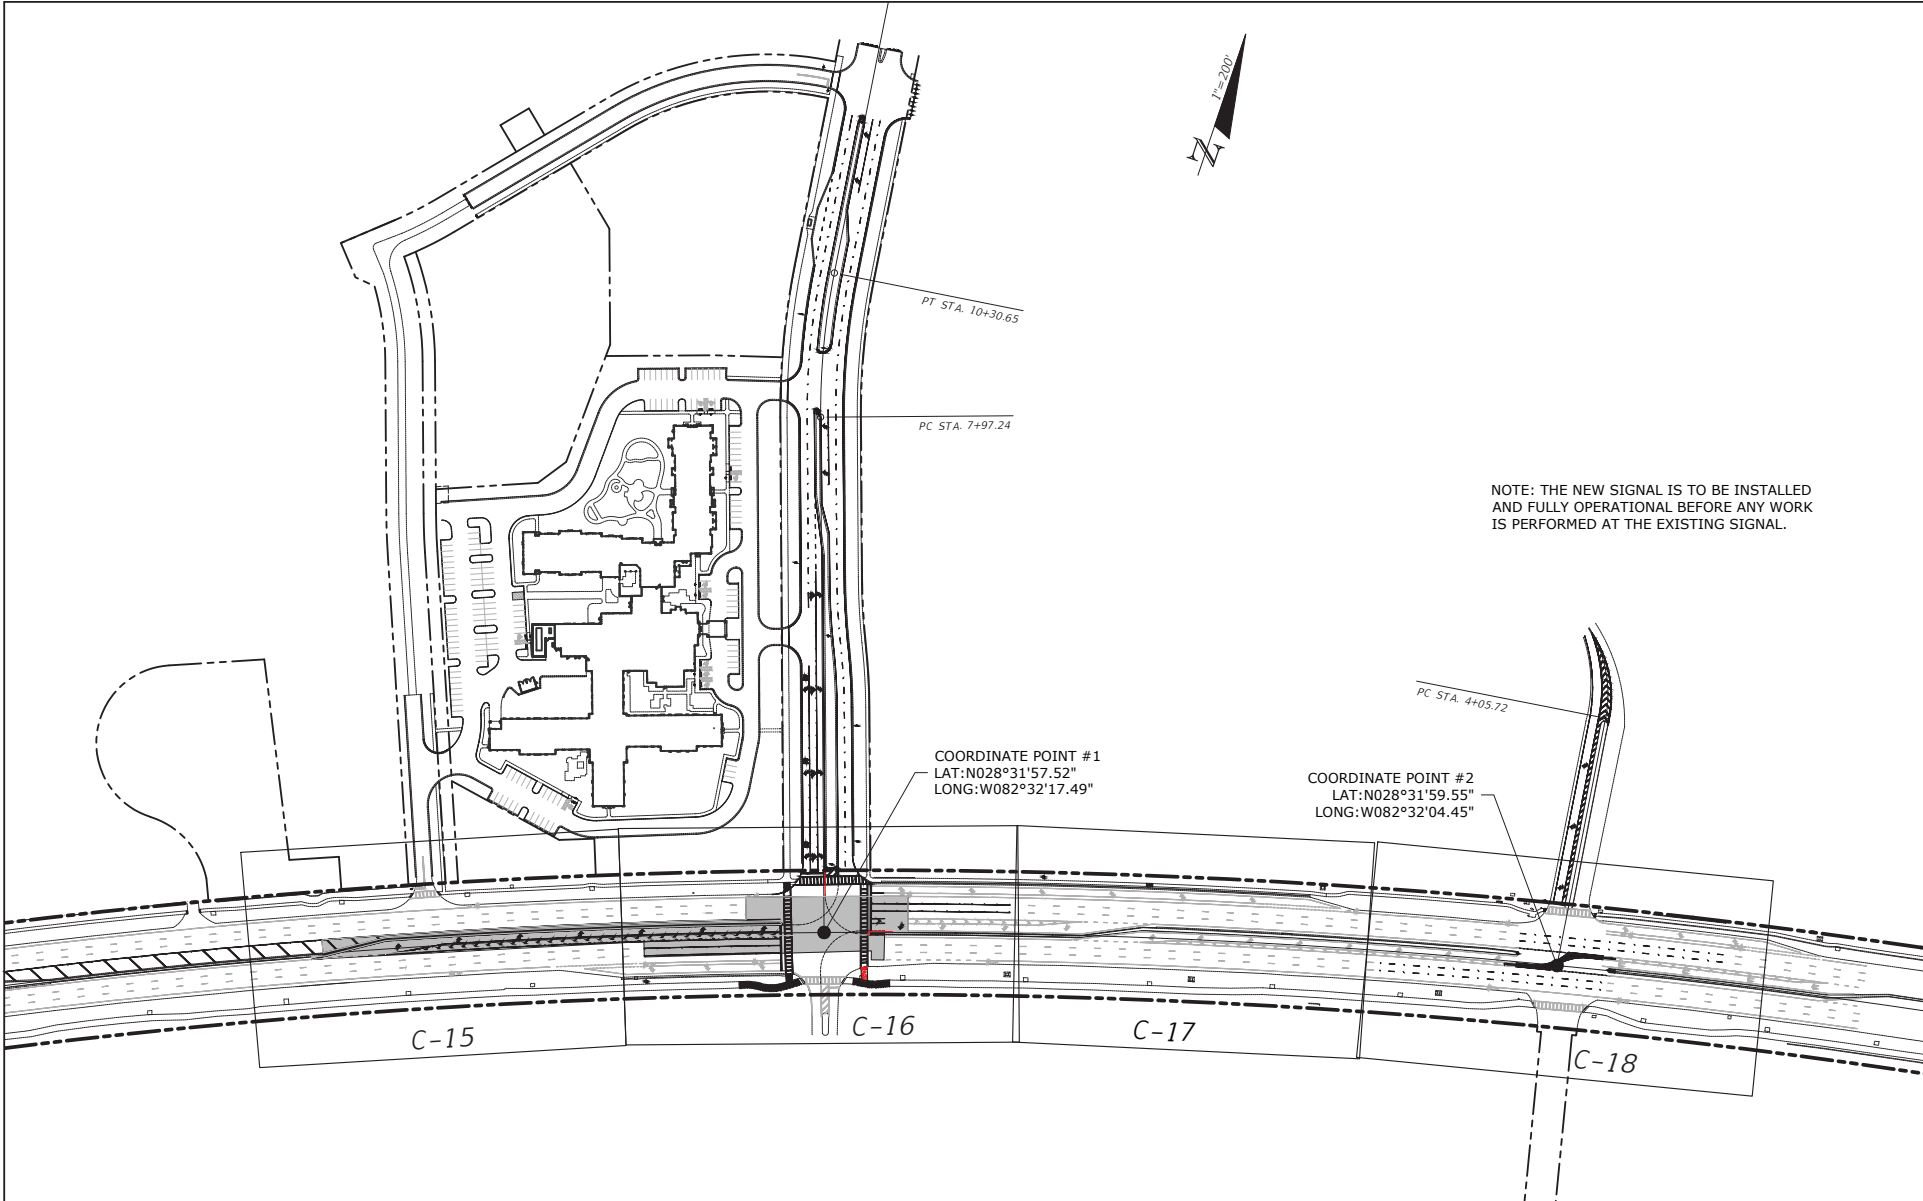 1"=200'
N
PT STA. 10+30.65
PC STA. 7+97.24
NOTE: THE NEW SIGNAL IS TO BE INSTALLED
AND FULLY OPERATIONAL BEFORE ANY WORK
IS PERFORMED AT THE EXISTING SIGNAL.
PC STA. 4+05.72
COORDINATE POINT #1
LAT:N028°31'57.52"
LONG:W082°32'17.49"
COORDINATE POINT #2
LAT:N028°31'59.55"
LONG:W082°32'04.45"
C-15
C-16
C-17
C-18